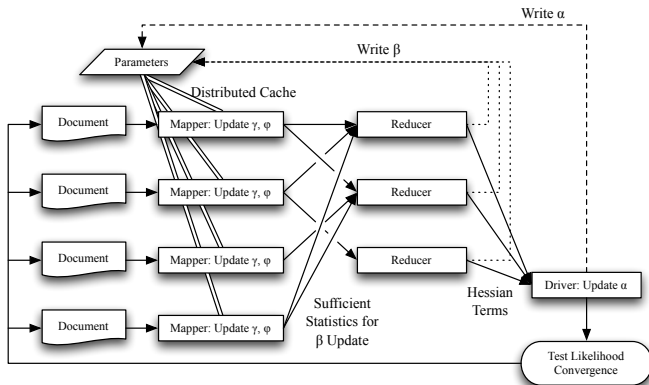 Write α
Write β
Parameters
Distributed Cache
Document
Mapper: Update γ, φ
Reducer
Document
Mapper: Update γ, φ
Reducer
Document
Mapper: Update γ, φ
Reducer
Sufficient
Statistics for
β Update
Hessian
Terms
Driver: Update α
Document
Mapper: Update γ, φ
Test Likelihood
Convergence